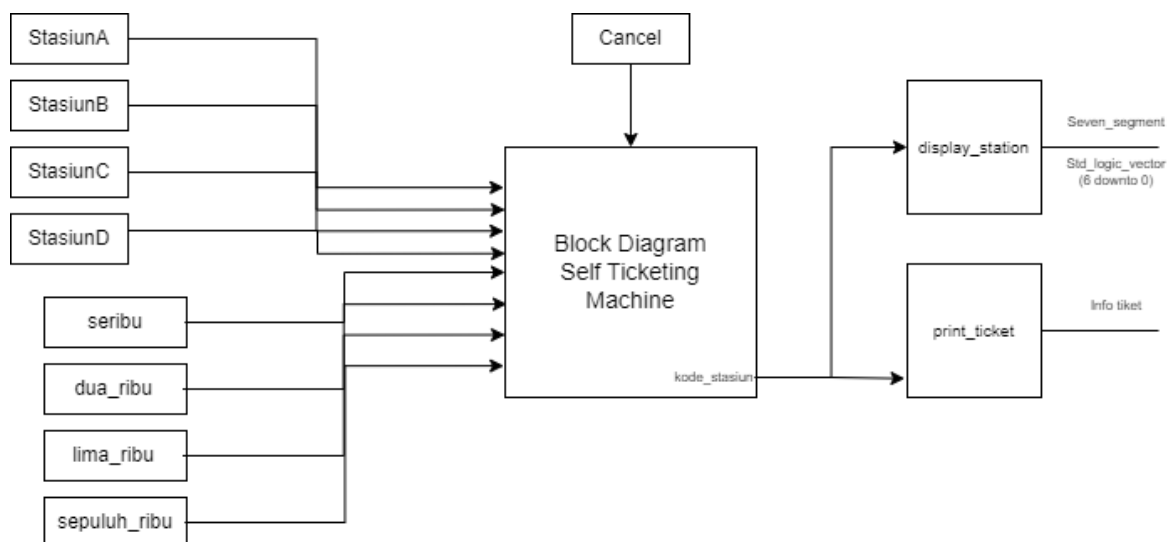 StasiunA
StasiunB
StasiunC
StasiunD
seribu
dua_ribu
lima_ribu
sepuluh_ribu
Cancel
Block Diagram
Self Ticketing
Machine
kode_stasiun
display_station
Seven_segment
Std_logic_vector
(6 downto 0)
print_ticket
Info tiket